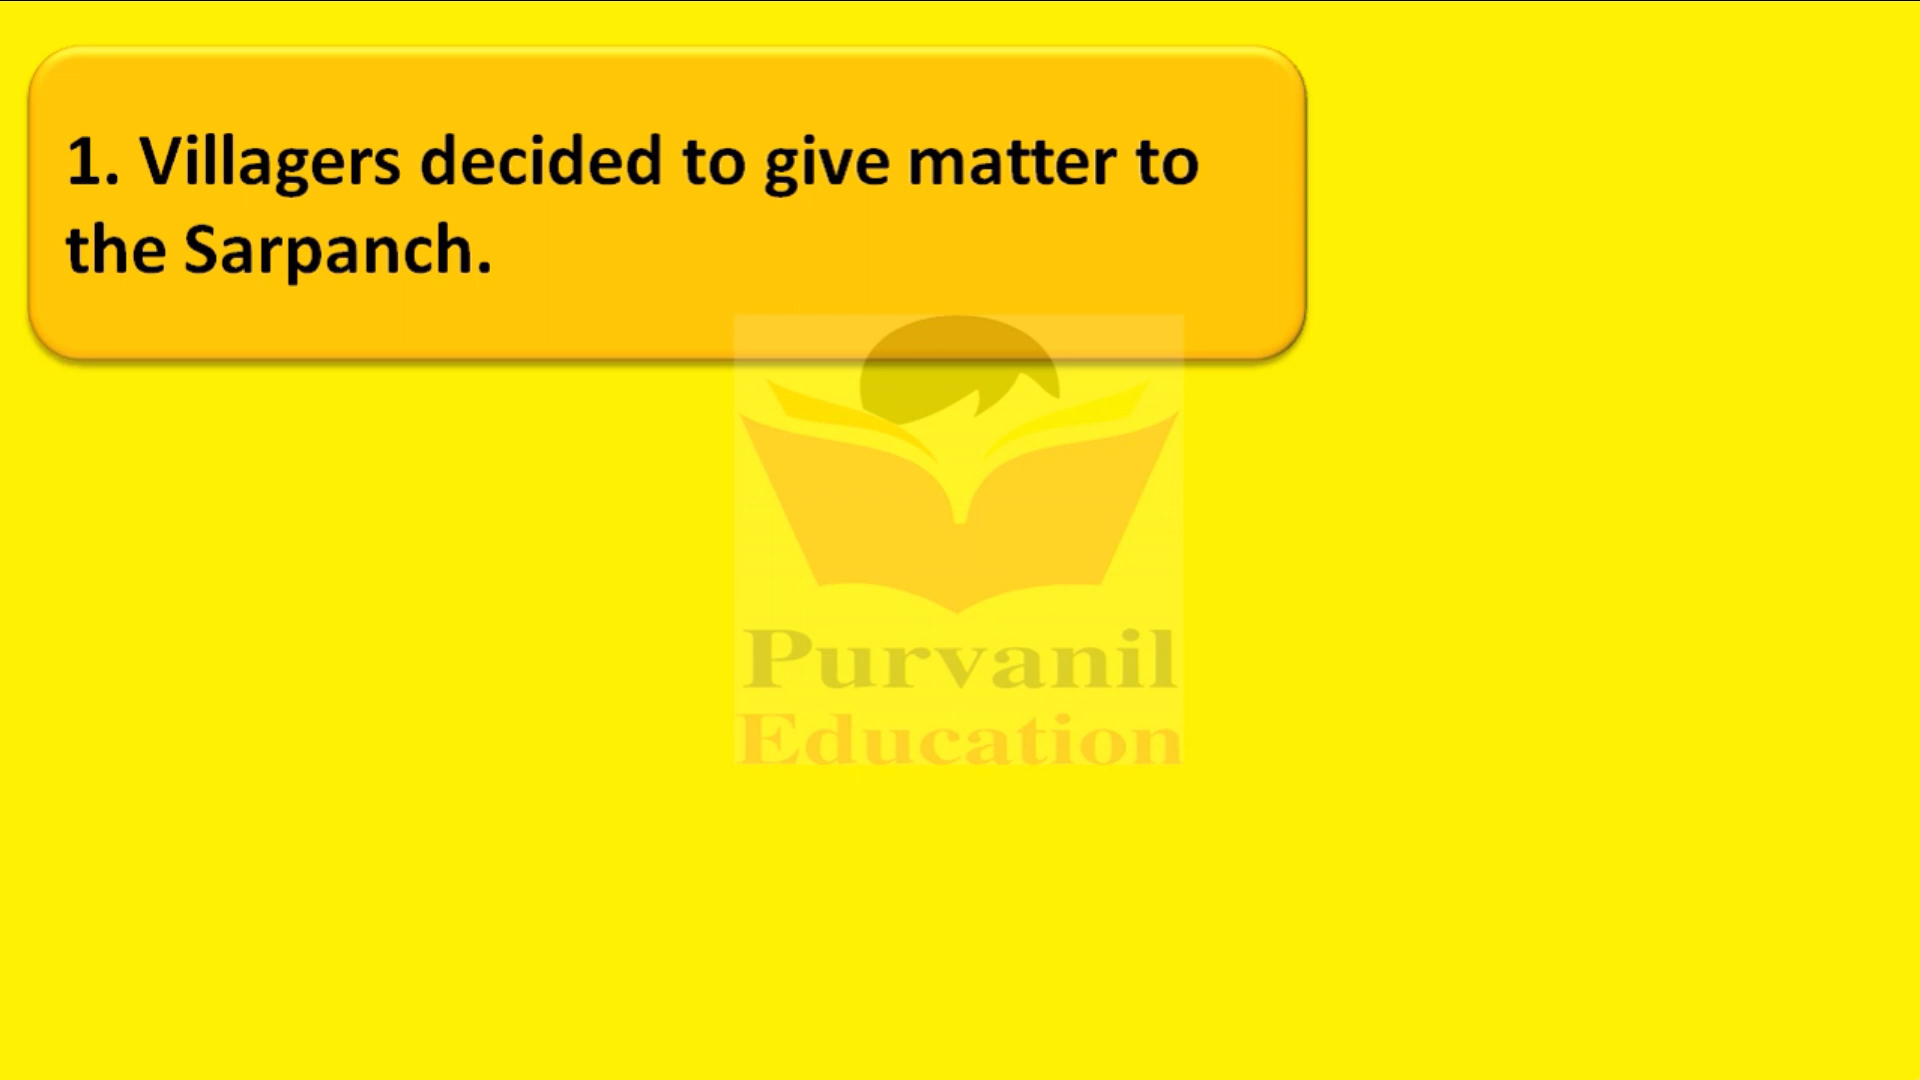 1. Villagers decided to give matter to
the Sarpanch.
Purvanil
Education